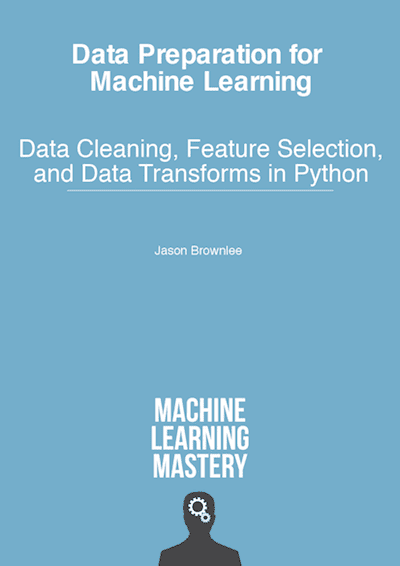 Data Preparation for
Machine Learning
Data Cleaning, Feature Selection,
and Data Transforms in Python
Jason Brownlee
MACHINE
LEARNING
MASTERY